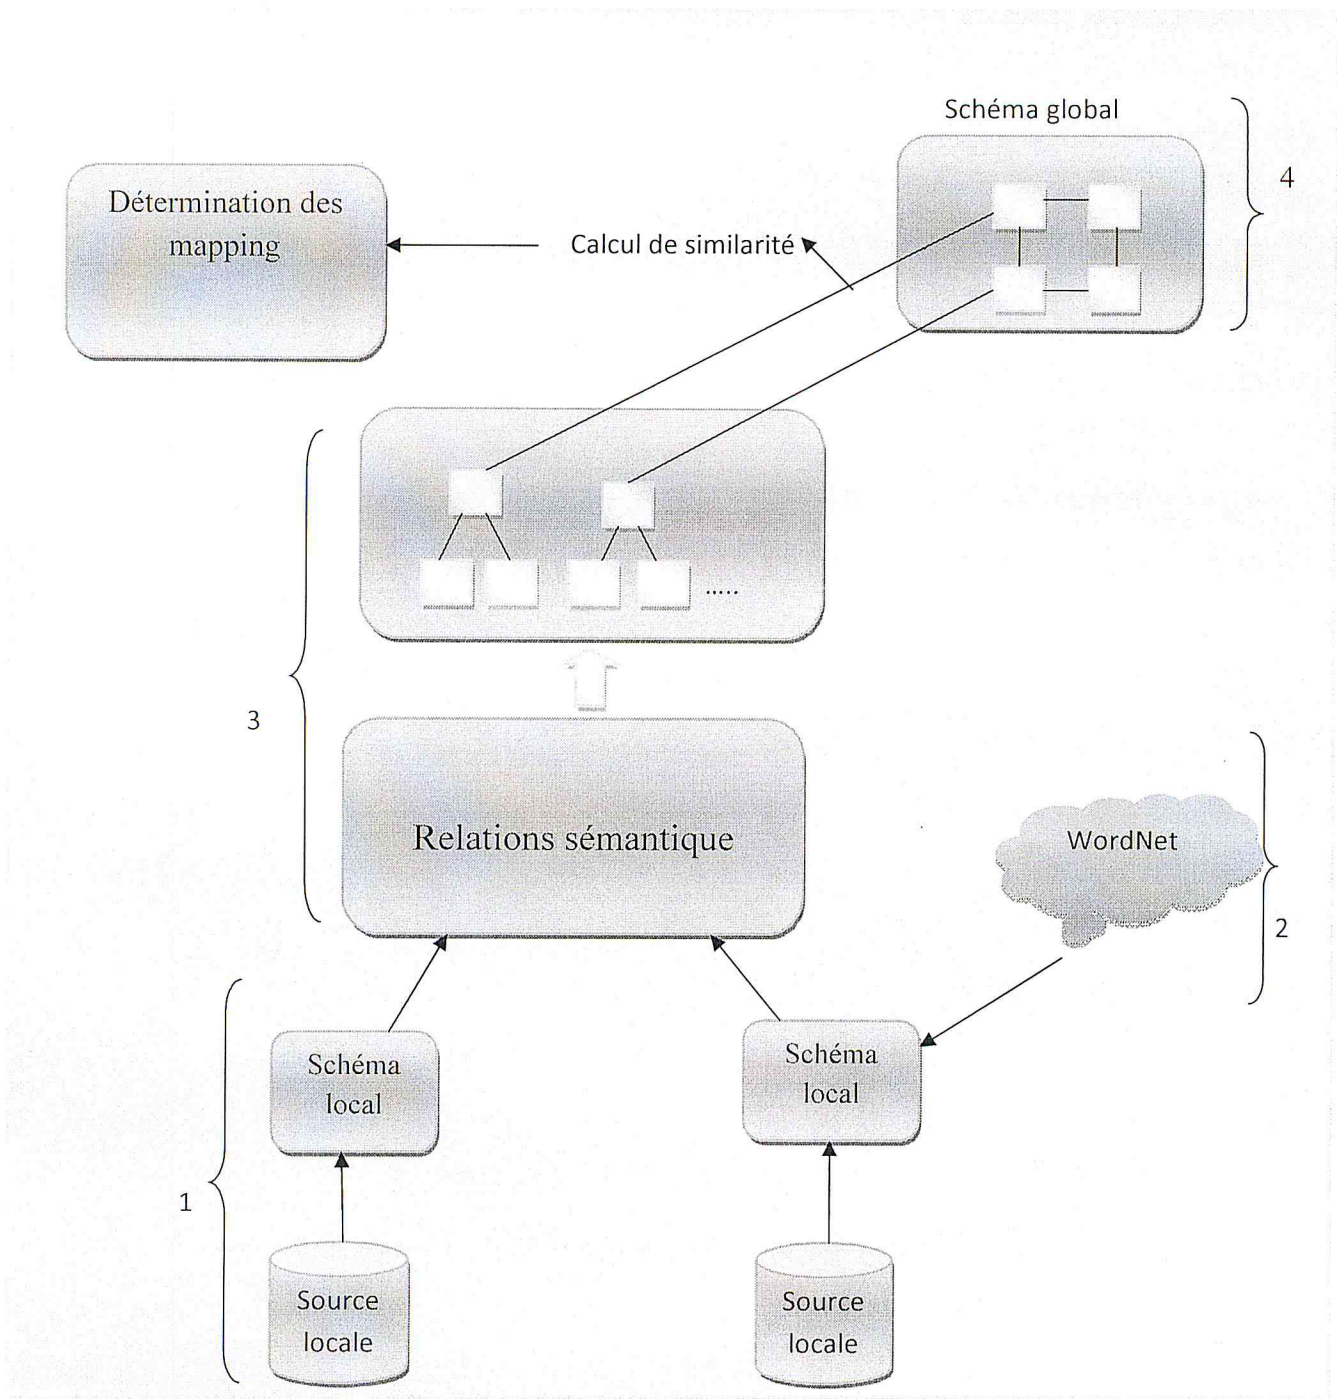 Schéma global
4
Détermination des
mapping
Calcul de similarité
.....
3
Relations sémantique
WordNet
2
Schéma
local
Schéma
local
1
Source
locale
Source
locale